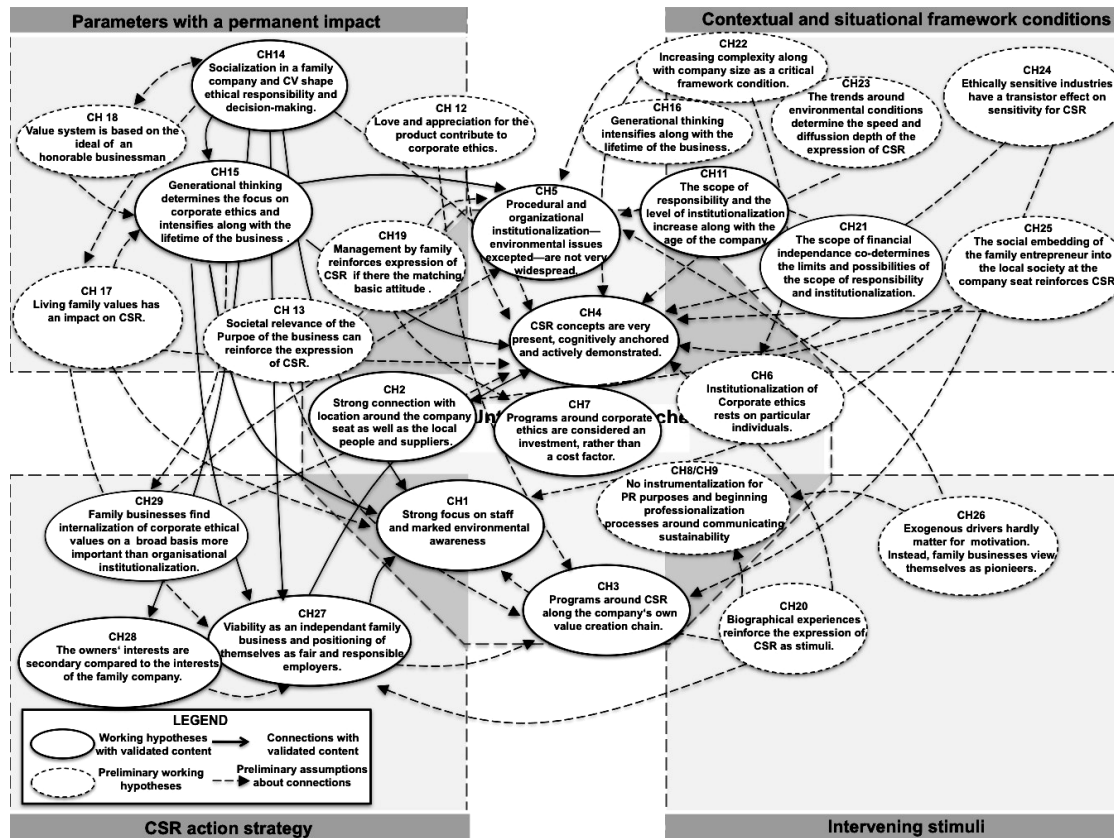 Parameters with a permanent impact
Contextual and situational framework conditions
CH14
Socialization in a family
company and CV shape
ethical responsibility and
decision-making.
CH 18
Value system is based on the
ideal of an
honorable businessman
CH 12
Love and appreciation for the
product contribute to
corporate ethics.
CH22
Increasing complexity along
with company size as a critical
framework condition.
CH16
Generational thinking
intensifies along with the
lifetime of the business.
CH23
The trends around
environmental conditions
determine the speed and
diffussion depth of the
expression of CSR
CH24
Ethically sensitive industries
have a transistor effect on
sensitivity for CSR
CH15
Generational thinking
determines the focus on
corporate ethics and
intensifies along with the
lifetime of the business .
CH5
Procedural and
organizational
institutionalization—
environmental issues
excepted—are not very
widespread.
CH11
The scope of
responsibility and the
level of institutionalization
increase along with the
age of the company.
CH19
Management by family
reinforces expression of
CSR if there the matching
basic attitude .
CH21
The scope of financial
independence co-determines
the limits and possibilities of
the scope of responsibility
and institutionalization.
CH25
The social embedding of
the family entrepreneur into
the local society at the
company seat reinforces CSR
CH 17
Living family values has
an impact on CSR.
CH 13
Societal relevance of the
Purpoe of the business can
reinforce the expression
of CSR.
CH4
CSR concepts are very
present, cognitively anchored
and actively demonstrated.
CH2
Strong connection with
location around the company
seat as well as the local
people and suppliers.
CH7
Programs around corporate
ethics are considered an
investment, rather than
a cost factor.
CH6
Institutionalization of
Corporate ethics
rests on particular
individuals.
CH29
Family businesses find
internalization of corporate ethical
values on a broad basis more
important than organisational
institutionalization.
CH1
Strong focus on staff
and marked environmental
awareness
CH8/CH9
No instrumentalization for
PR purposes and beginning
professionalization
processes around communicating
sustainability
CH26
Exogenous drivers hardly
matter for motivation.
Instead, family businesses view
themselves as pionieers.
CH3
Programs around CSR
along the company's own
value creation chain.
CH20
Biographical experiences
reinforce the expression of
CSR as stimuli.
CH28
The owners' interests are
secondary compared to the interests
of the family company.
CH27
Viability as an independant family
business and positioning of
themselves as fair and responsible
employers.
LEGEND
Working hypotheses
with validated content
Connections with
validated content
Preliminary working
hypotheses
Preliminary assumptions
about connections
CSR action strategy
Intervening stimuli